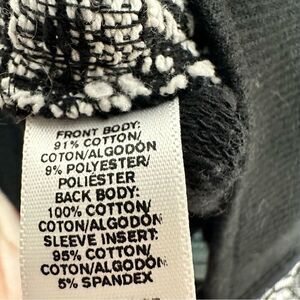 FRONT BODY:
91% COTTON/
COTON/ALGODÓN
9% POLYESTER/
POLIÉSTER
BACK BODY:
100% COTTON/
COTON/ALGODÓN
SLEEVE INSERT:
95% COTTON/
COTON/ALGODÓN
5% SPANDEX